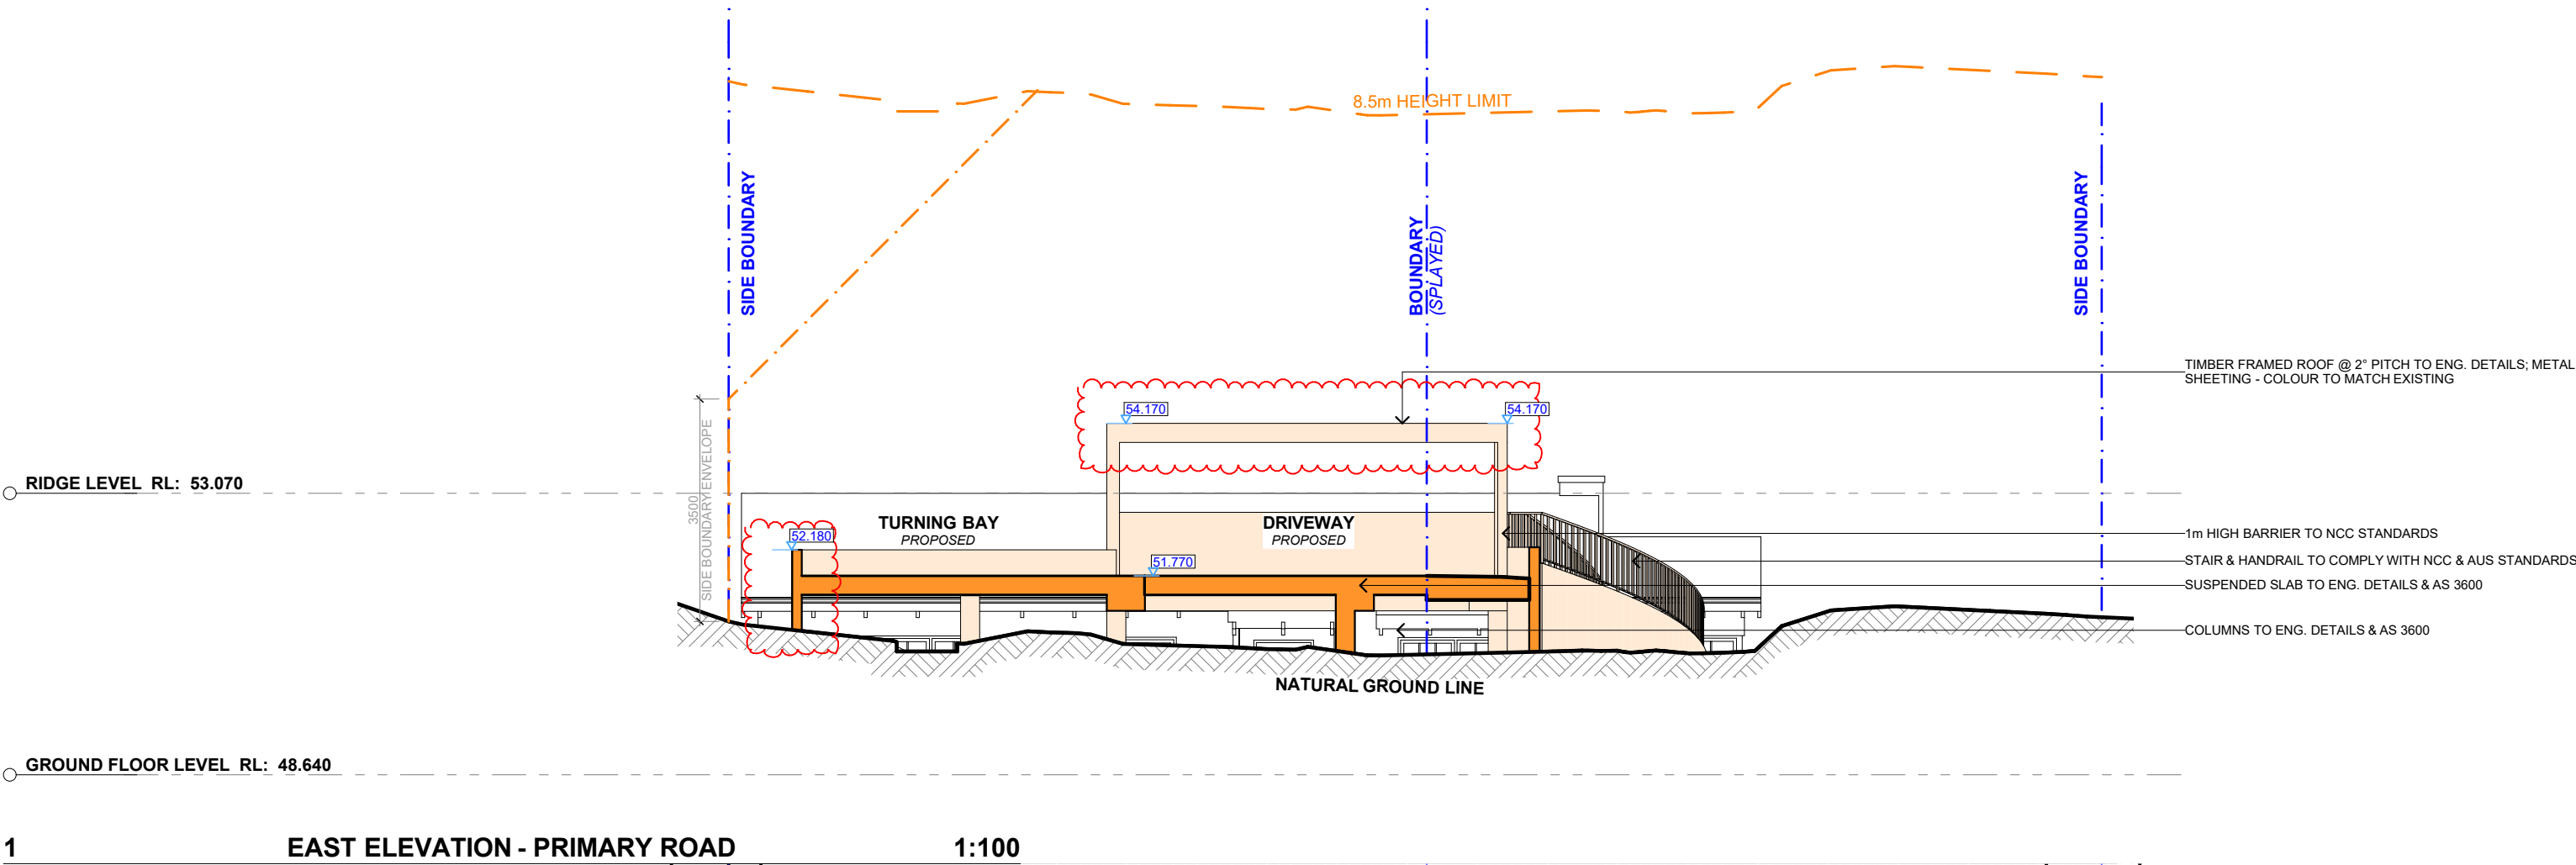 8.5m HEIGHT LIMIT
SIDE BOUNDARY
BOUNDARY
(SPLAYED)
SIDE BOUNDARY
TIMBER FRAMED ROOF @ 2° PITCH TO ENG. DETAILS; METAL
SHEETING - COLOUR TO MATCH EXISTING
54.170
54.170
3500
SIDE BOUNDARY ENVELOPE
RIDGE LEVEL RL: 53.070
TURNING BAY
PROPOSED
DRIVEWAY
PROPOSED
52.180
51.770
1m HIGH BARRIER TO NCC STANDARDS
STAIR & HANDRAIL TO COMPLY WITH NCC & AUS STANDARDS
SUSPENDED SLAB TO ENG. DETAILS & AS 3600
COLUMNS TO ENG. DETAILS & AS 3600
NATURAL GROUND LINE
GROUND FLOOR LEVEL RL: 48.640
1 EAST ELEVATION - PRIMARY ROAD 1:100